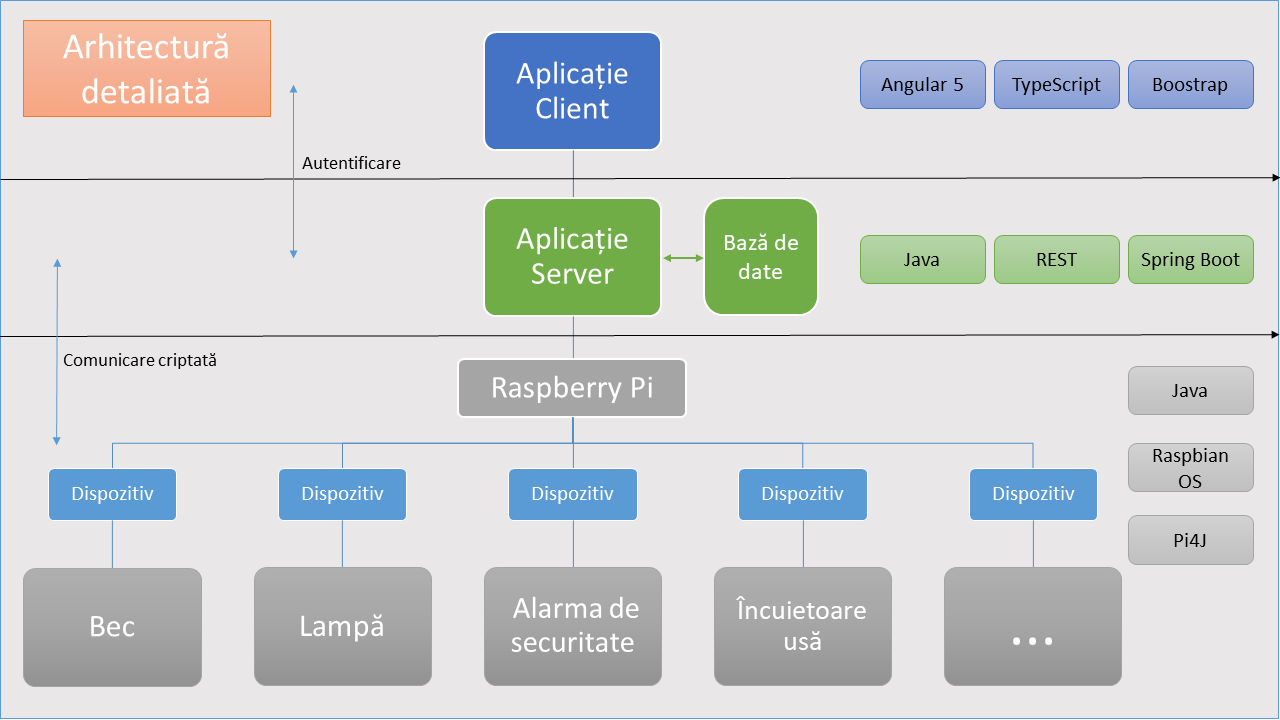 Arhitectură
detaliată
Aplicație
Client
Angular 5
TypeScript
Boostrap
Autentificare
Aplicație
Server
Bază de
date
Java
REST
Spring Boot
Comunicare criptată
Raspberry Pi
Java
Raspbian
OS
Pi4J
Dispozitiv
Dispozitiv
Dispozitiv
Dispozitiv
Dispozitiv
Bec
Lampă
Alarma de
securitate
Încuietoare
usă
...